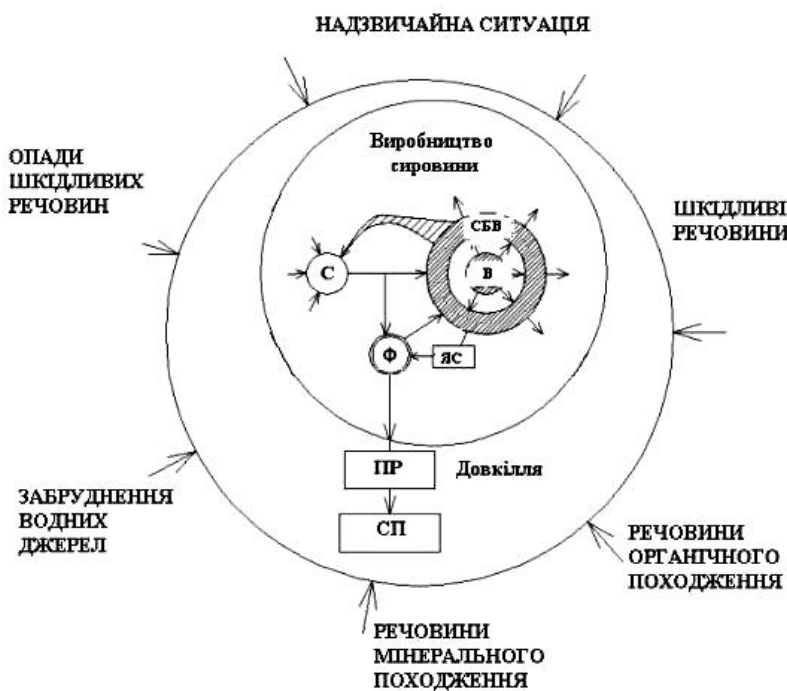 НАДЗВИЧАЙНА СИТУАЦІЯ
ОПАДИ
ШКІДЛИВИХ
РЕЧОВИН
Виробництво
сировини
ШКІДЛИВІ
РЕЧОВИНИ
СБВ
С
В
Ф
ЯС
ПР
Довкілля
СП
ЗАБРУДНЕННЯ
ВОДНИХ
ДЖЕРЕЛ
РЕЧОВИНИ
ОРГАНІЧНОГО
ПОХОДЖЕННЯ
РЕЧОВИНИ
МІНЕРАЛЬНОГО
ПОХОДЖЕННЯ